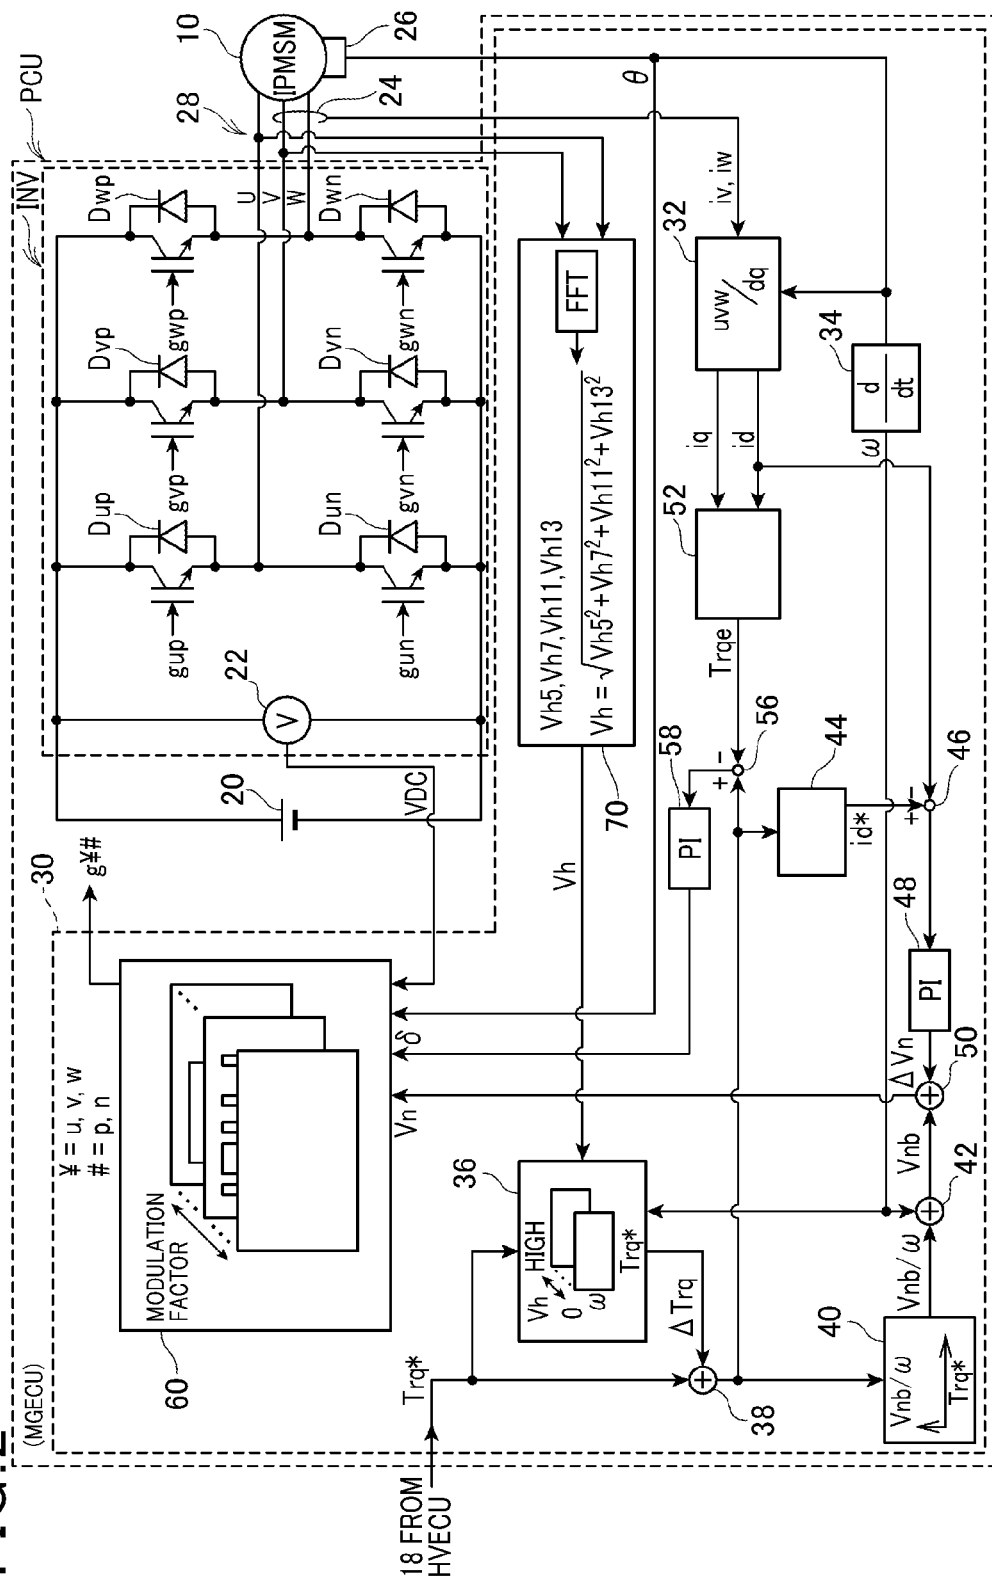 (MGECU)
30
PCU
INV
60
MODULATION
FACTOR
¥ = u, v, w
# = p, n
g¥#
20
VDC
22
V
gup
Dup
gvp
Dvp
gwp
Dwp
gun
Dun
gvn
Dvn
gwn
Dwn
U
V
W
28
10
IPMSM
24
26
Vn
δ
θ
18 FROM
HVECU
Trq*
36
Vh
HIGH
0
ω
Trq*
Δ Trq
38
Vh
70
Vh5, Vh7, Vh11, Vh13
Vh = √Vh5²+Vh7²+Vh11²+Vh13²
FFT
58
PI
+
-
56
Trqe
52
iq
id
32
uvw/dq
iv, iw
34
d
dt
ω
44
id*
+
-
46
48
PI
Δ Vn
50
+
Vnb
42
+
Vnb/ω
40
Vnb/ω
Trq*
+